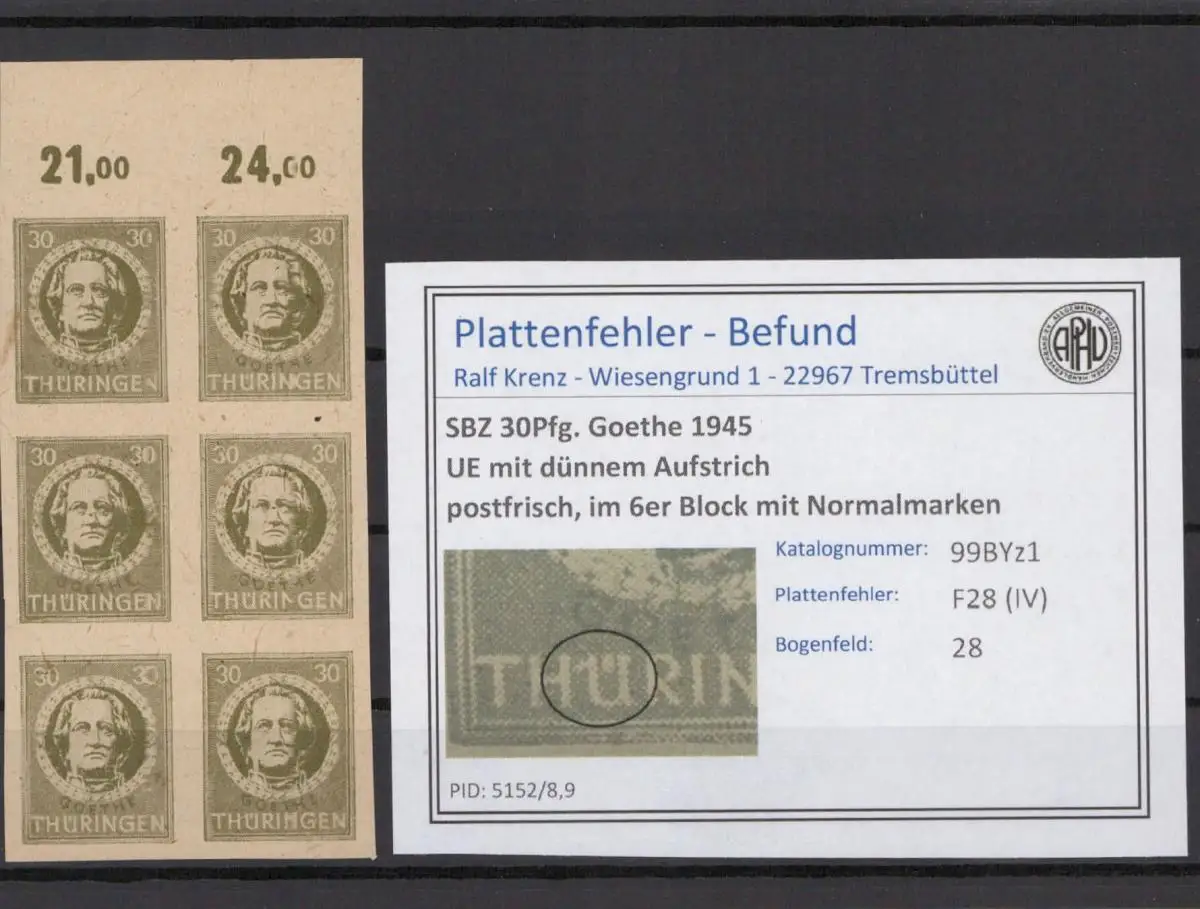 21,00 24,00
30 30 30 30
GOETHE GOETHE
THÜRINGEN THÜRINGEN
30 30 30 30
GOETHE GOETHE
THÜRINGEN THÜRINGEN
30 30 30 30
GOETHE GOETHE
THÜRINGEN THÜRINGEN
Plattenfehler - Befund
Ralf Krenz - Wiesengrund 1 - 22967 Tremsbüttel
APHV
SBZ 30Pfg. Goethe 1945
UE mit dünnem Aufstrich
postfrisch, im 6er Block mit Normalmarken
THÜRIN
Katalognummer: 99BYz1
Plattenfehler: F28 (IV)
Bogenfeld: 28
PID: 5152/8,9